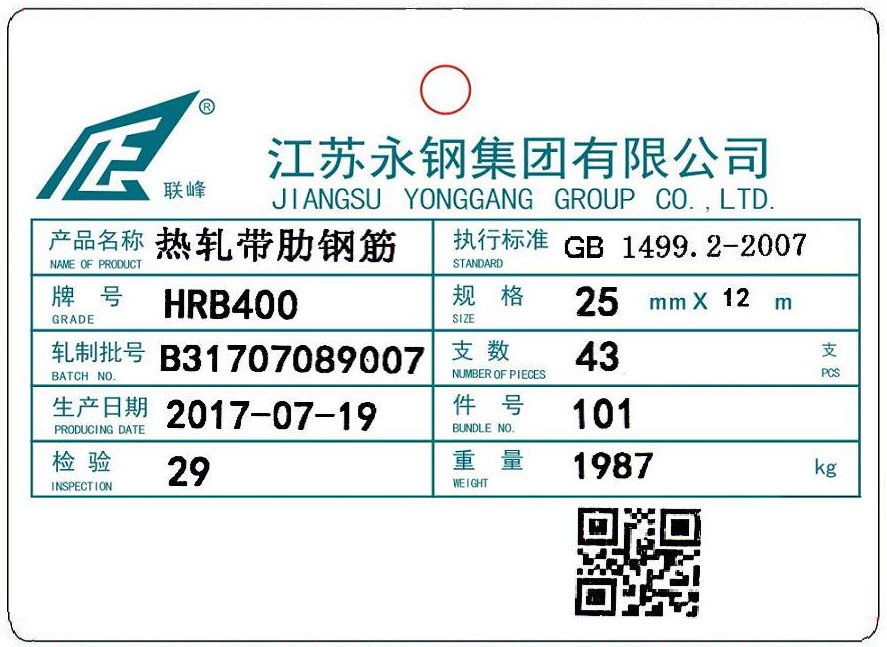 ®
联峰
江苏永钢集团有限公司
JIANGSU YONGGANG GROUP CO.,LTD.
产品名称 热轧带肋钢筋 执行标准 GB 1499.2-2007
NAME OF PRODUCT STANDARD
牌 号 HRB400 规 格 25 mm X 12 m
GRADE SIZE
轧制批号 B31707089007 支 数 43 支
BATCH NO. NUMBER OF PIECES PCS
生产日期 2017-07-19 件 号 101
PRODUCING DATE BUNDLE NO.
检 验 29 重 量 1987 kg
INSPECTION WEIGHT